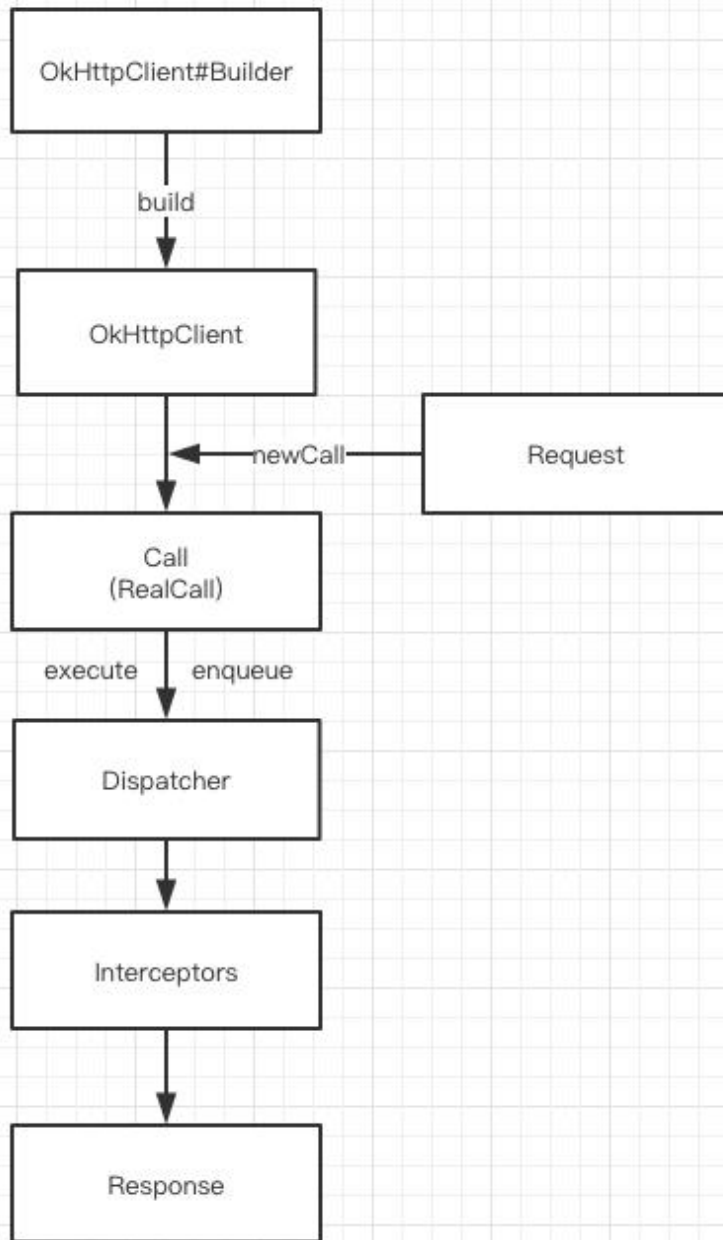 OkHttpClient#Builder
build
OkHttpClient
newCall
Request
Call
(RealCall)
execute
enqueue
Dispatcher
Interceptors
Response